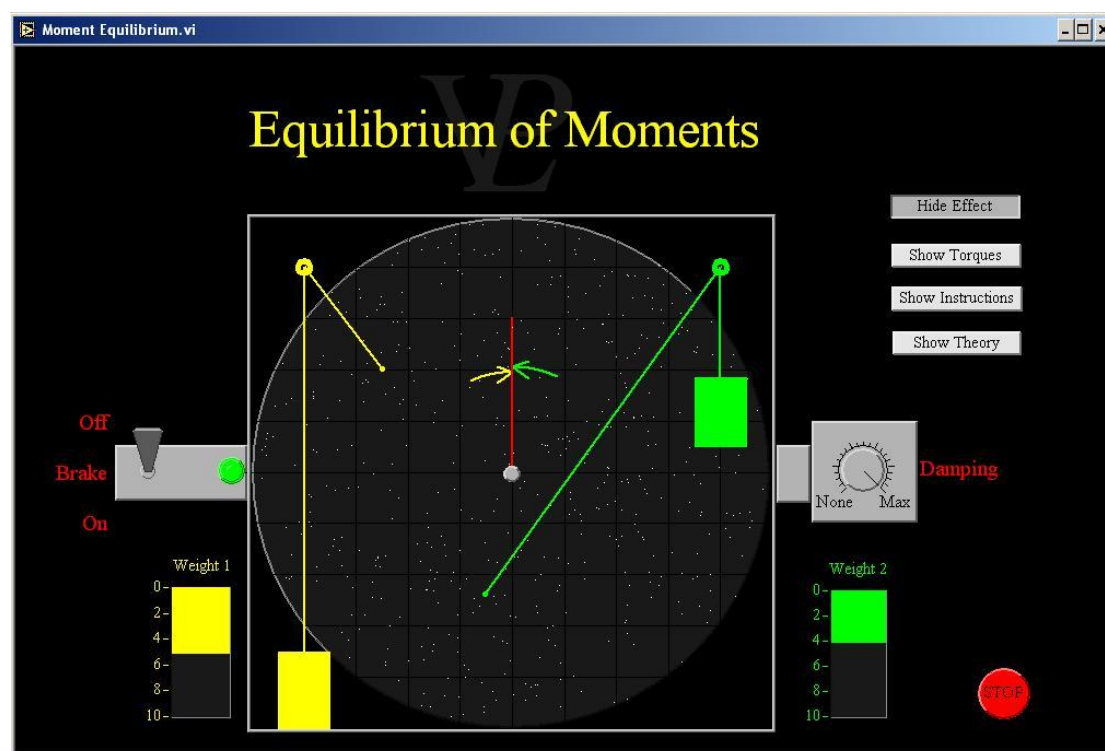 Moment Equilibrium.vi
VPL
Equilibrium of Moments
Hide Effect
Show Torques
Show Instructions
Show Theory
Off
Brake
On
Damping
None
Max
Weight 1
0
2
4
6
8
10
Weight 2
0
2
4
6
8
10
STOP